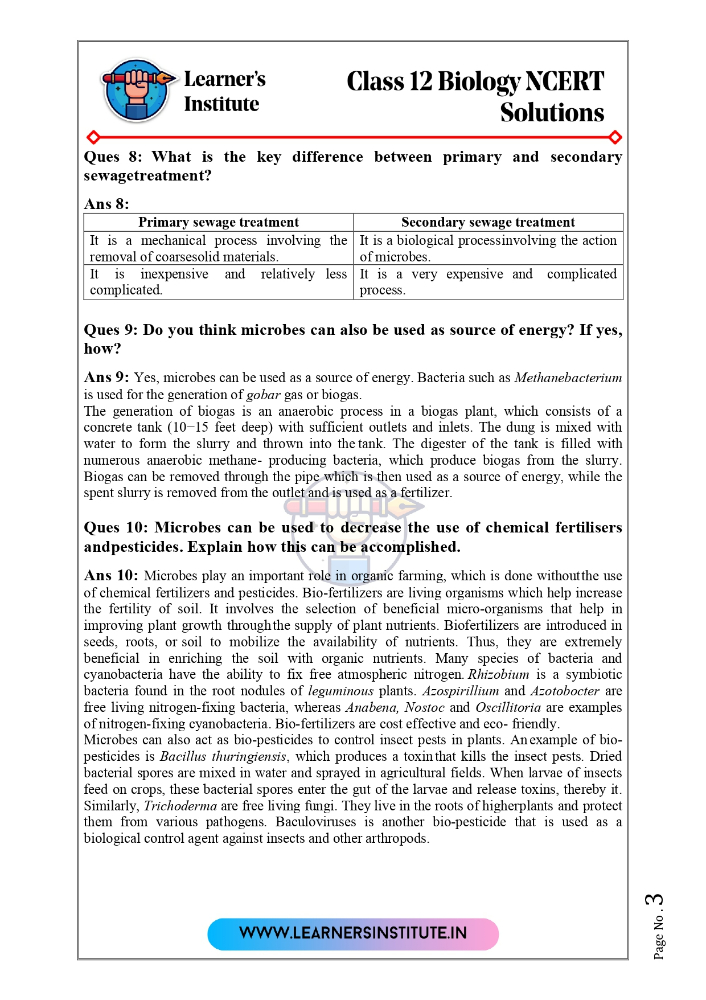 Learner's
Institute
Class 12 Biology NCERT
Solutions
Ques 8: What is the key difference between primary and secondary
sewagetreatment?
Ans 8:
Primary sewage treatment
Secondary sewage treatment
It is a mechanical process involving the
removal of coarsesolid materials.
It is a biological processinvolving the action
of microbes.
It is inexpensive and relatively less
complicated.
It is a very expensive and complicated
process.
Ques 9: Do you think microbes can also be used as source of energy? If yes,
how?
Ans 9: Yes, microbes can be used as a source of energy. Bacteria such as Methanebacterium
is used for the generation of gobar gas or biogas.
The generation of biogas is an anaerobic process in a biogas plant, which consists of a
concrete tank (10−15 feet deep) with sufficient outlets and inlets. The dung is mixed with
water to form the slurry and thrown into the tank. The digester of the tank is filled with
numerous anaerobic methane- producing bacteria, which produce biogas from the slurry.
Biogas can be removed through the pipe which is then used as a source of energy, while the
spent slurry is removed from the outlet and is used as a fertilizer.
Ques 10: Microbes can be used to decrease the use of chemical fertilisers
andpesticides. Explain how this can be accomplished.
Ans 10: Microbes play an important role in organic farming, which is done withoutthe use
of chemical fertilizers and pesticides. Bio-fertilizers are living organisms which help increase
the fertility of soil. It involves the selection of beneficial micro-organisms that help in
improving plant growth throughthe supply of plant nutrients. Biofertilizers are introduced in
seeds, roots, or soil to mobilize the availability of nutrients. Thus, they are extremely
beneficial in enriching the soil with organic nutrients. Many species of bacteria and
cyanobacteria have the ability to fix free atmospheric nitrogen. Rhizobium is a symbiotic
bacteria found in the root nodules of leguminous plants. Azospirillium and Azotobocter are
free living nitrogen-fixing bacteria, whereas Anabena, Nostoc and Oscillitoria are examples
of nitrogen-fixing cyanobacteria. Bio-fertilizers are cost effective and eco- friendly.
Microbes can also act as bio-pesticides to control insect pests in plants. An example of bio-
pesticides is Bacillus thuringiensis, which produces a toxin that kills the insect pests. Dried
bacterial spores are mixed in water and sprayed in agricultural fields. When larvae of insects
feed on crops, these bacterial spores enter the gut of the larvae and release toxins, thereby it.
Similarly, Trichoderma are free living fungi. They live in the roots of higherplants and protect
them from various pathogens. Baculoviruses is another bio-pesticide that is used as a
biological control agent against insects and other arthropods.
Page No. 3
WWW.LEARNERSINSTITUTE.IN